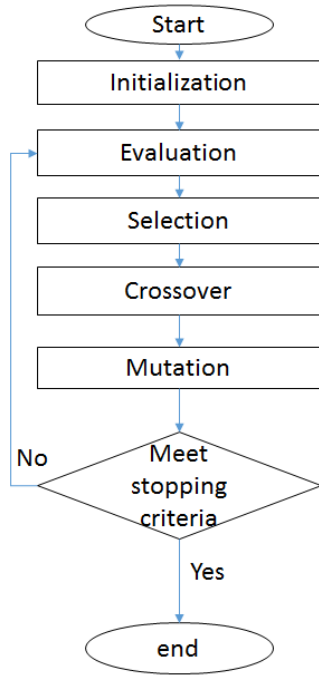 Start
Initialization
Evaluation
Selection
Crossover
Mutation
No
Meet
stopping
criteria
Yes
end